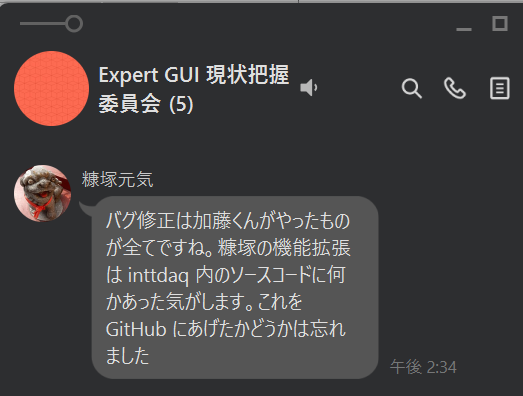 Expert GUI 現状把握
委員会 (5)
糠塚元気
バグ修正は加藤くんがやったもの
が全てですね。糠塚の機能拡張
は inttdaq 内のソースコードに何
かあった気がします。これを
GitHub にあげたかどうかは忘れ
ました
午後 2:34